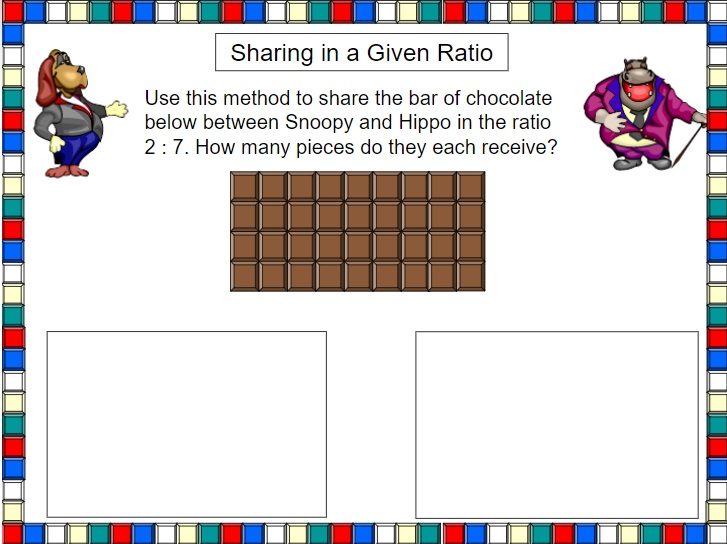 Sharing in a Given Ratio
Use this method to share the bar of chocolate
below between Snoopy and Hippo in the ratio
2 : 7. How many pieces do they each receive?